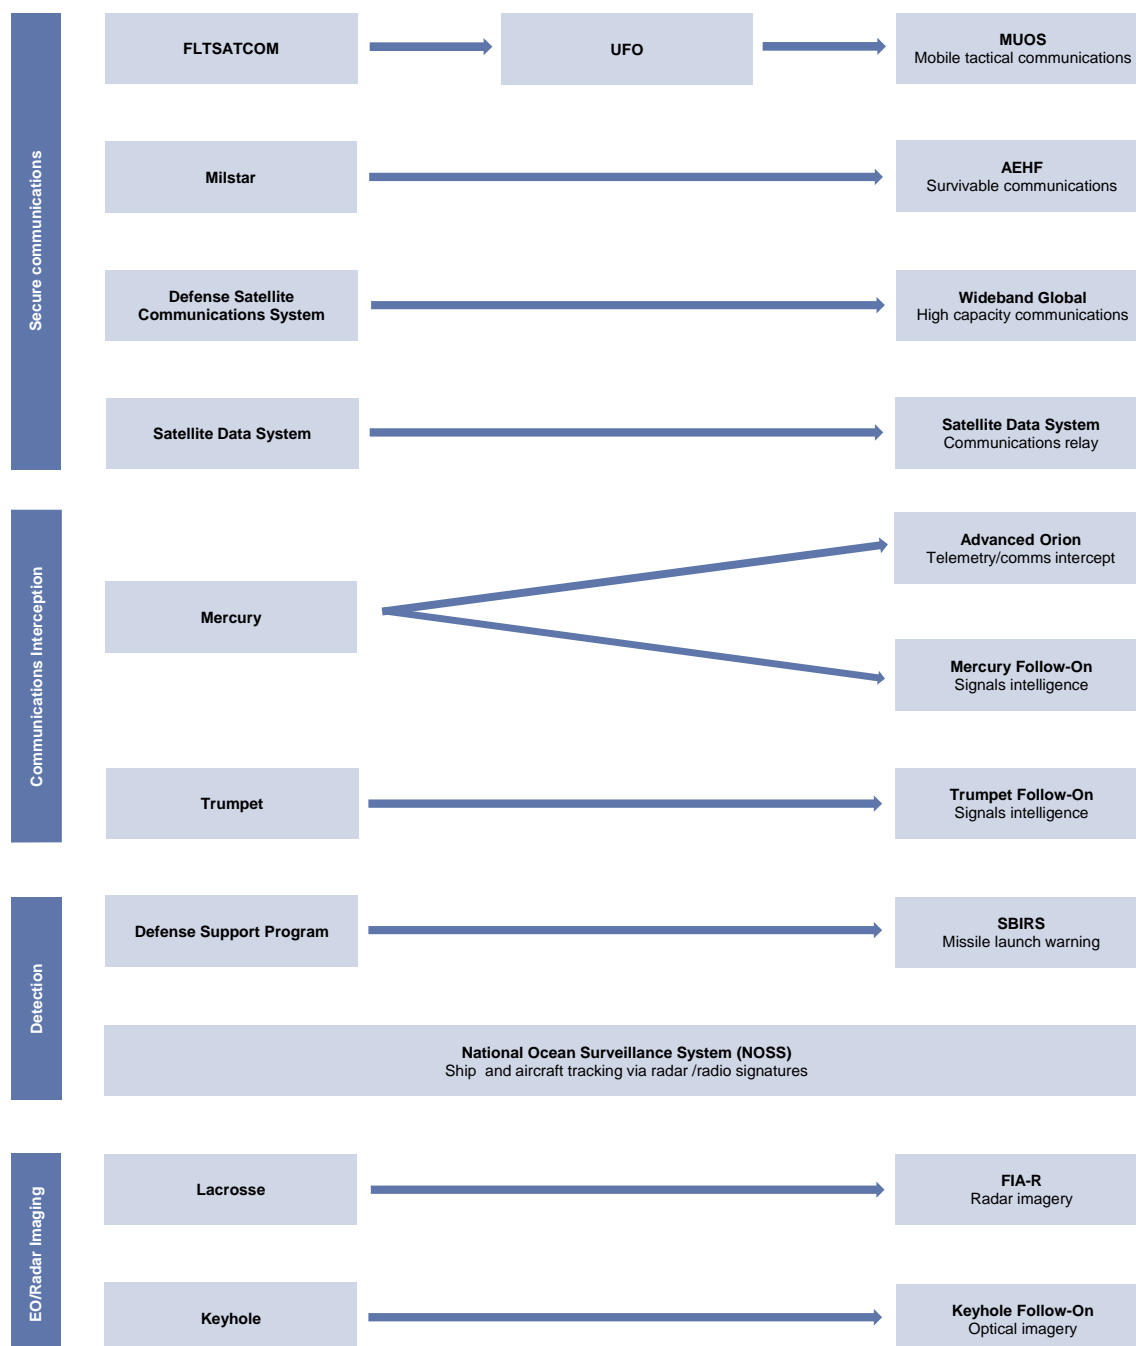 Secure communications
FLTSATCOM
UFO
MUOS
Mobile tactical communications
Milstar
AEHF
Survivable communications
Defense Satellite
Communications System
Wideband Global
High capacity communications
Satellite Data System
Satellite Data System
Communications relay
Communications Interception
Mercury
Advanced Orion
Telemetry/comms intercept
Mercury Follow-On
Signals intelligence
Trumpet
Trumpet Follow-On
Signals intelligence
Detection
Defense Support Program
SBIRS
Missile launch warning
National Ocean Surveillance System (NOSS)
Ship  and aircraft tracking via radar /radio signatures
EO/Radar Imaging
Lacrosse
FIA-R
Radar imagery
Keyhole
Keyhole Follow-On
Optical imagery